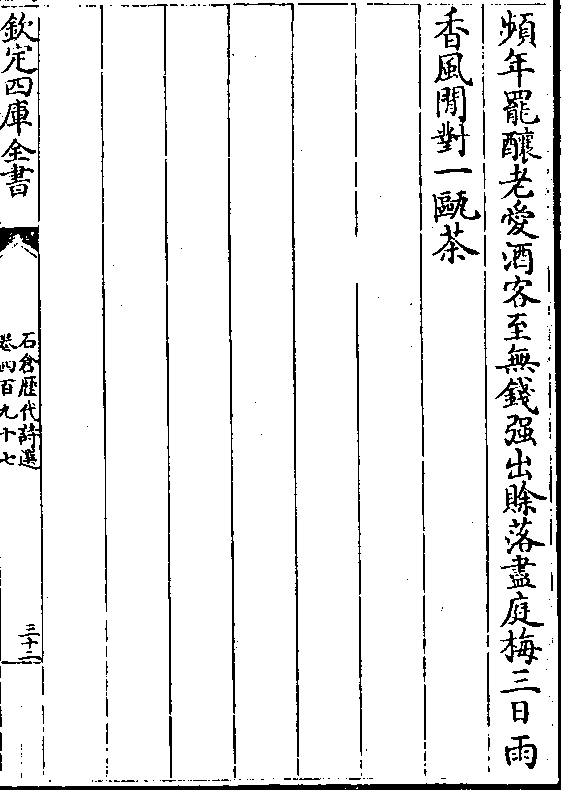 頻年罷釀老愛酒客至無錢强出賒落盡庭梅三日雨
香風閒對一甌茶
欽定四庫全書
石倉歷代詩選
卷四百九十七
三十二